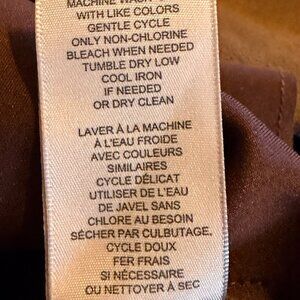 MACHINE WASH
WITH LIKE COLORS
GENTLE CYCLE
ONLY NON-CHLORINE
BLEACH WHEN NEEDED
TUMBLE DRY LOW
COOL IRON
IF NEEDED
OR DRY CLEAN
LAVER À LA MACHINE
À L'EAU FROIDE
AVEC COULEURS
SIMILAIRES
CYCLE DÉLICAT
UTILISER DE L'EAU
DE JAVEL SANS
CHLORE AU BESOIN
SÉCHER PAR CULBUTAGE,
CYCLE DOUX
FER FRAIS
SI NÉCESSAIRE
OU NETTOYER À SEC